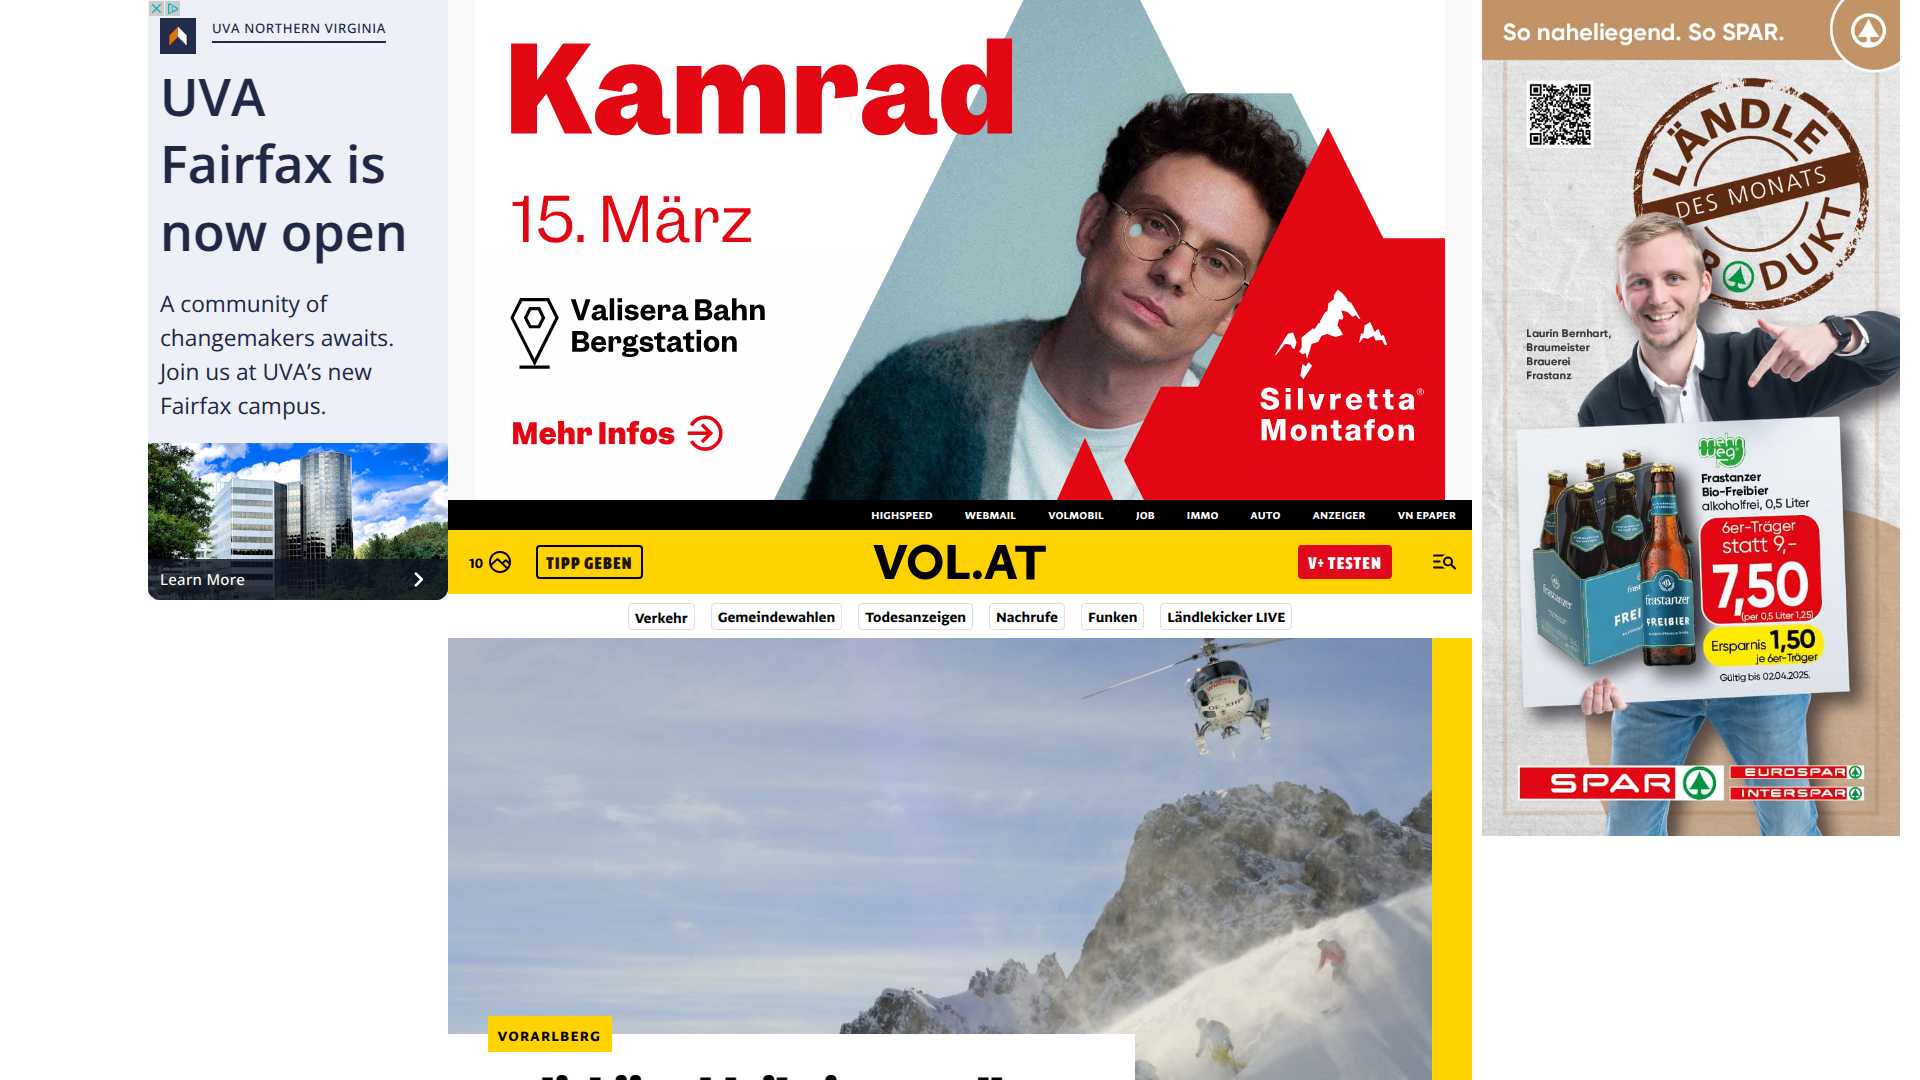 UVA NORTHERN VIRGINIA
UVA
Fairfax is
now open
A community of
changemakers awaits.
Join us at UVA’s new
Fairfax campus.
Learn More
Kamrad
15. März
Valisera Bahn
Bergstation
Mehr Infos
Silvretta®
Montafon
So naheliegend. So SPAR.
LÄNDLE
DES MONATS
PRODUKT
Laurin Bernhart,
Braumeister
Brauerei
Frastanz
mehr
weg
Frastanzer
Bio-Freibier
alkoholfrei, 0,5 Liter
6er-Träger
statt 9,-
7,50
(per 0,5 Liter 1,25)
Ersparnis 1,50
je 6er-Träger
Gültig bis 02.04.2025.
frastanzer
FREIBIER
SPAR
EUROSPAR
INTERSPAR
HIGHSPEED WEBMAIL VOLMOBIL JOB IMMO AUTO ANZEIGER VN EPAPER
10 TIPP GEBEN VOL.AT V+ TESTEN
Verkehr Gemeindewahlen Todesanzeigen Nachrufe Funken Ländlekicker LIVE
VORARLBERG